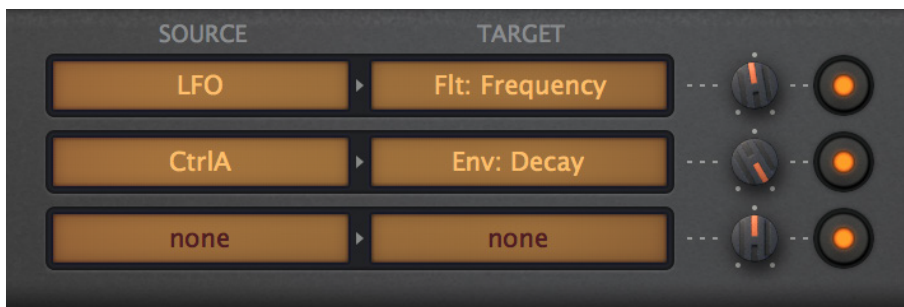 SOURCE TARGET
LFO Flt: Frequency
CtrlA Env: Decay
none none